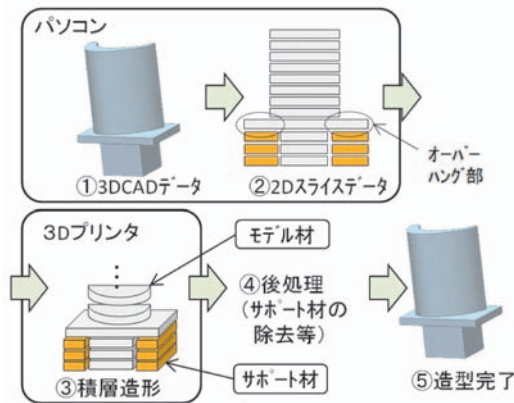 パソコン
①3DCADデータ
②2Dスライスデータ
オーバー
ハング部
3Dプリンタ
モデル材
③積層造形
サポート材
④後処理
(サポート材の
除去等)
⑤造型完了